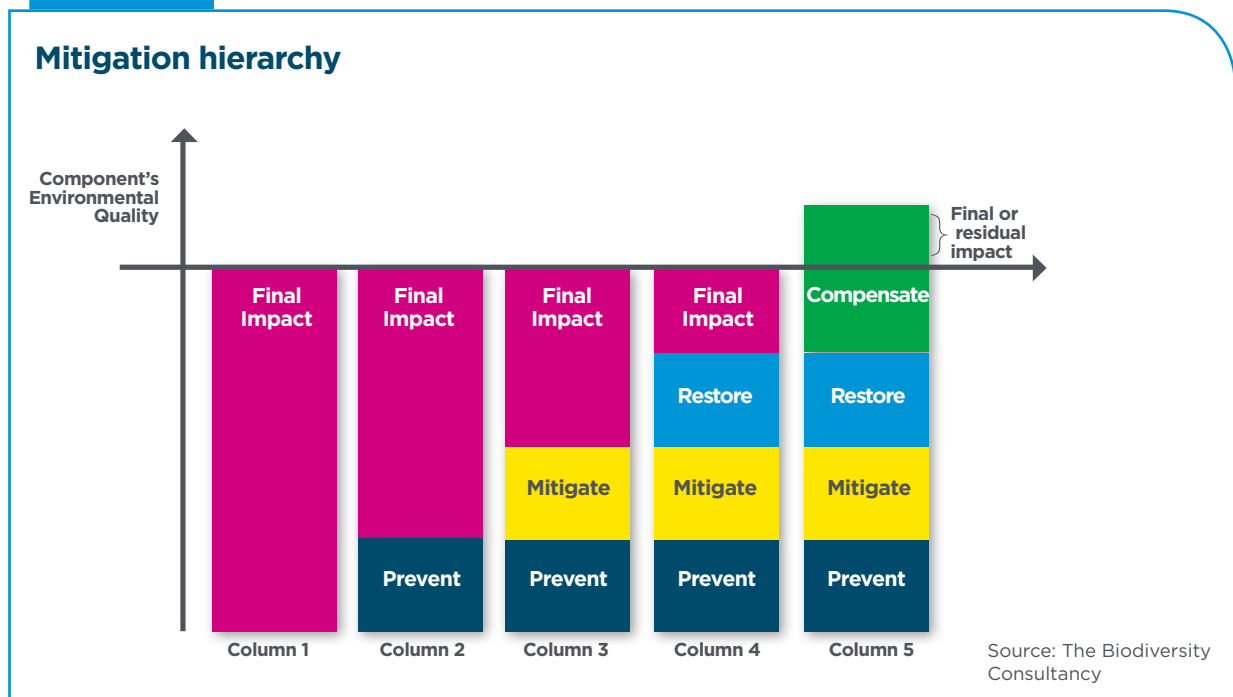 Mitigation hierarchy
Component's
Environmental
Quality
Final or
residual
impact
Final
Impact
Final
Impact
Final
Impact
Final
Impact
Compensate
Restore
Restore
Mitigate
Mitigate
Mitigate
Prevent
Prevent
Prevent
Prevent
Column 1
Column 2
Column 3
Column 4
Column 5
Source: The Biodiversity
Consultancy